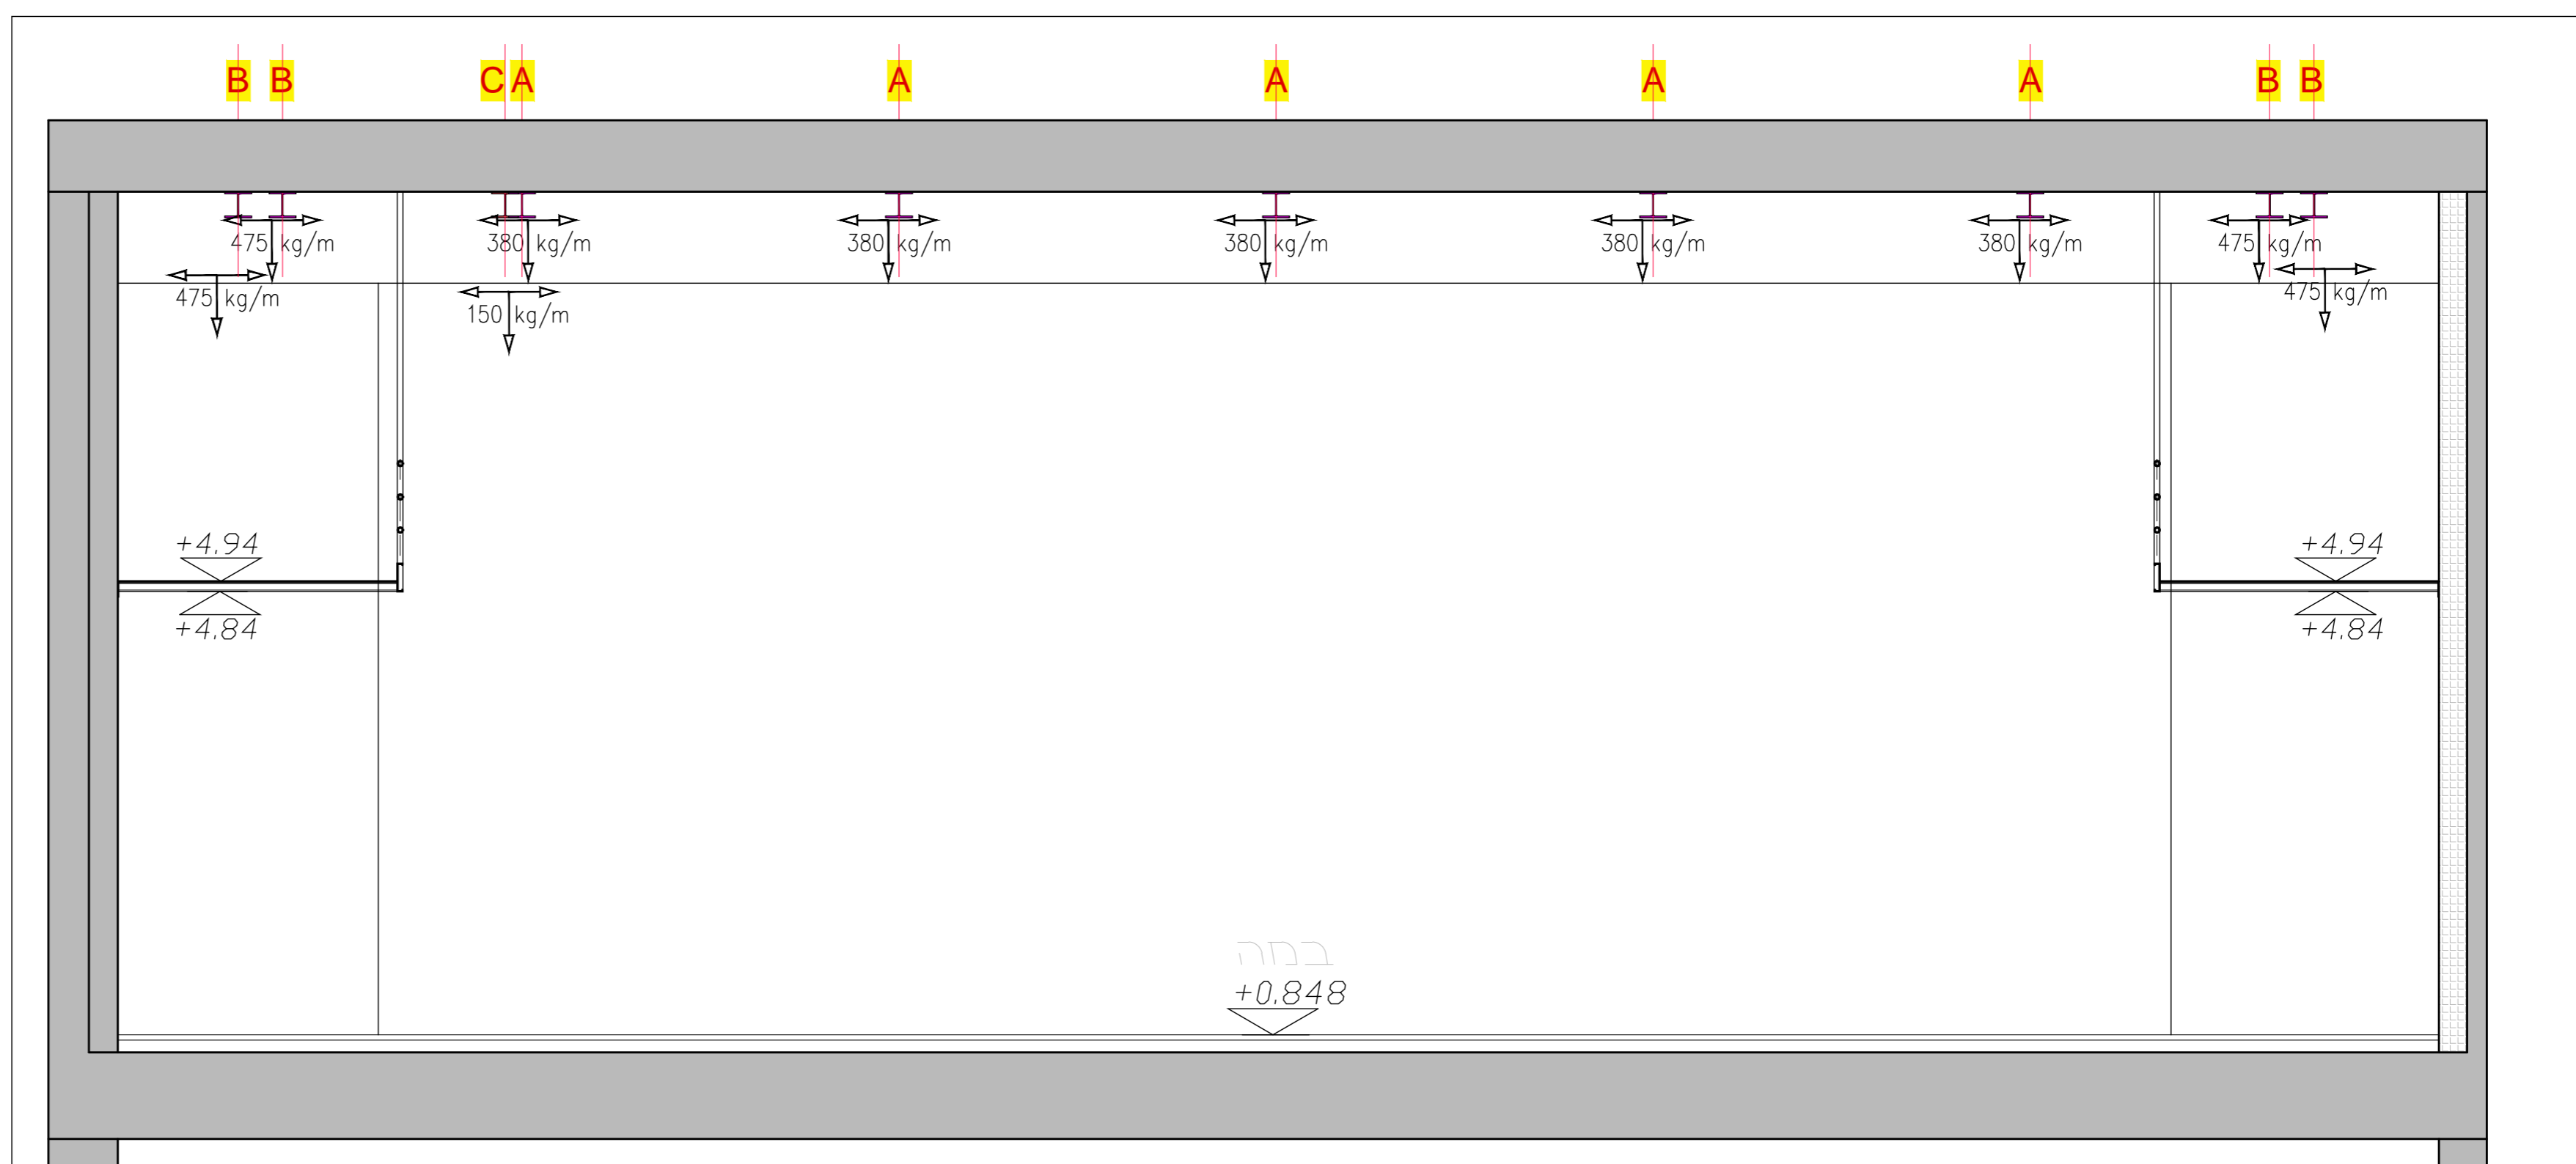 B B C A A A A A B B
475 kg/m 380 kg/m 380 kg/m 380 kg/m 380 kg/m 380 kg/m 475 kg/m
475 kg/m 150 kg/m 475 kg/m
+4.94 +4.94
+4.84 +4.84
במה
+0.848